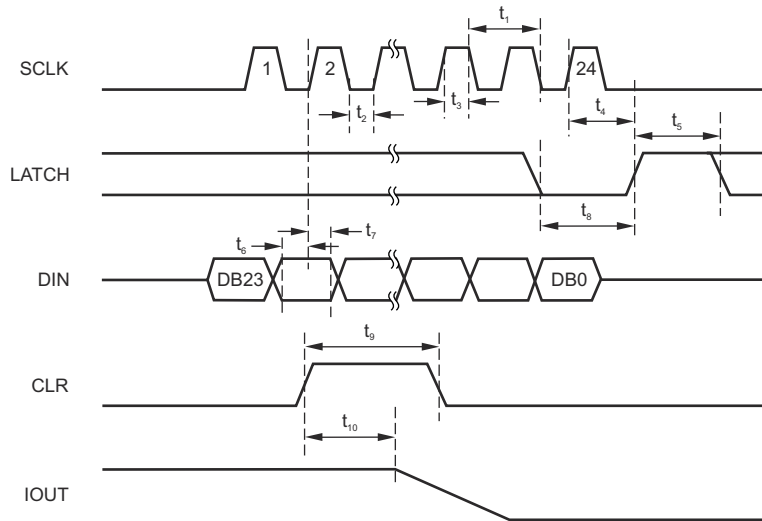 t₁
SCLK
1
2
24
t₂
t₃
t₄
t₅
LATCH
t₈
t₆
t₇
DIN
DB23
DB0
t₉
CLR
t₁₀
IOUT